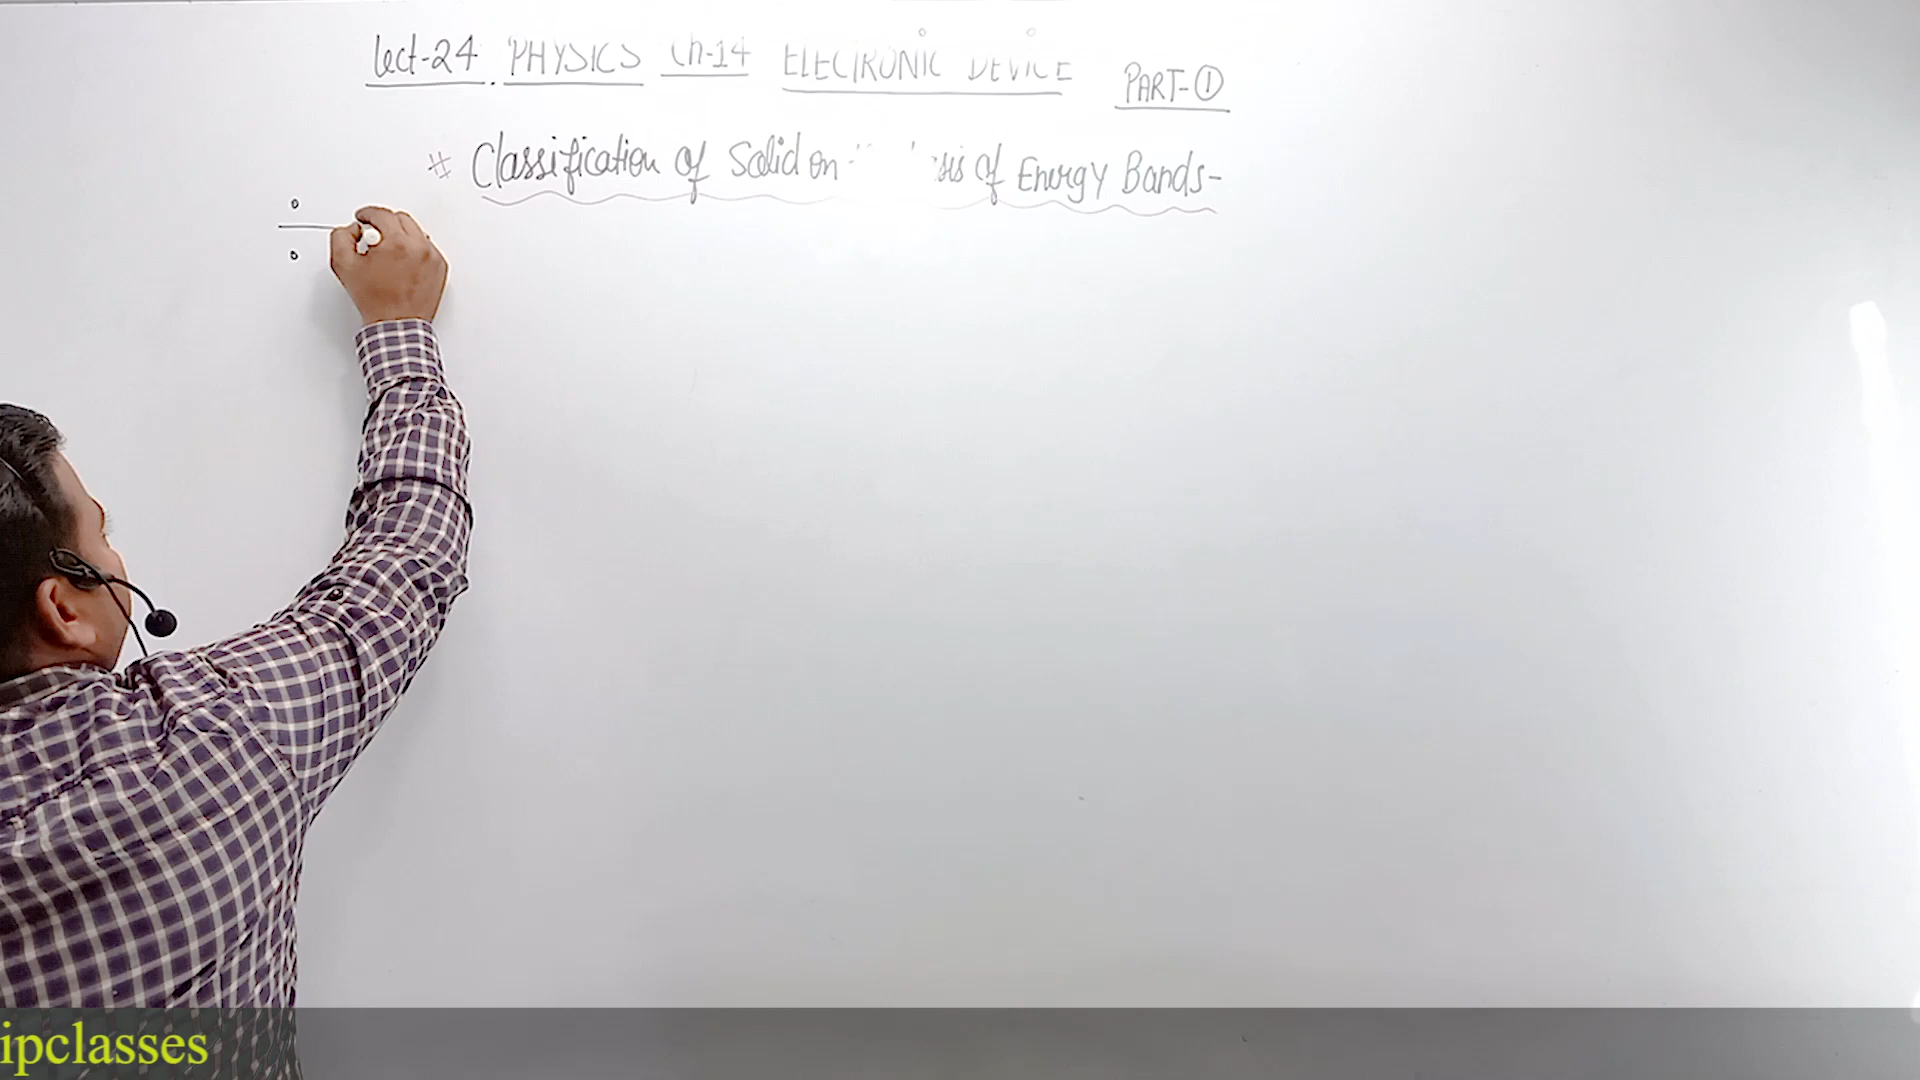 Lect-24. PHYSICS Ch-14 ELECTRONIC DEVICE PART-①
# Classification of Solid on of Energy Bands-
ipclasses